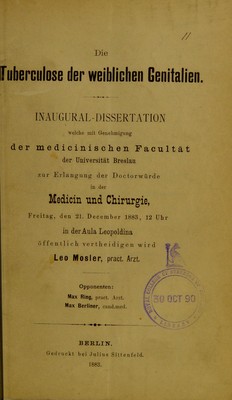 11
Die
Tuberculose der weiblichen Genitalien.
INAUGURAL-DISSERTATION
welche mit Genehmigung
der medicinischen Facultät
der Universität Breslau
zur Erlangung der Doctorwürde
in der
Medicin und Chirurgie,
Freitag, den 21. December 1883, 12 Uhr
in der Aula Leopoldina
öffentlich vertheidigen wird
Leo Mosler, pract. Arzt.
Opponenten:
Max Ring, pract. Arzt.
Max Berliner, cand. med.
30 OCT 90
BERLIN.
Gedruckt bei Julius Sittenfeld.
1883.